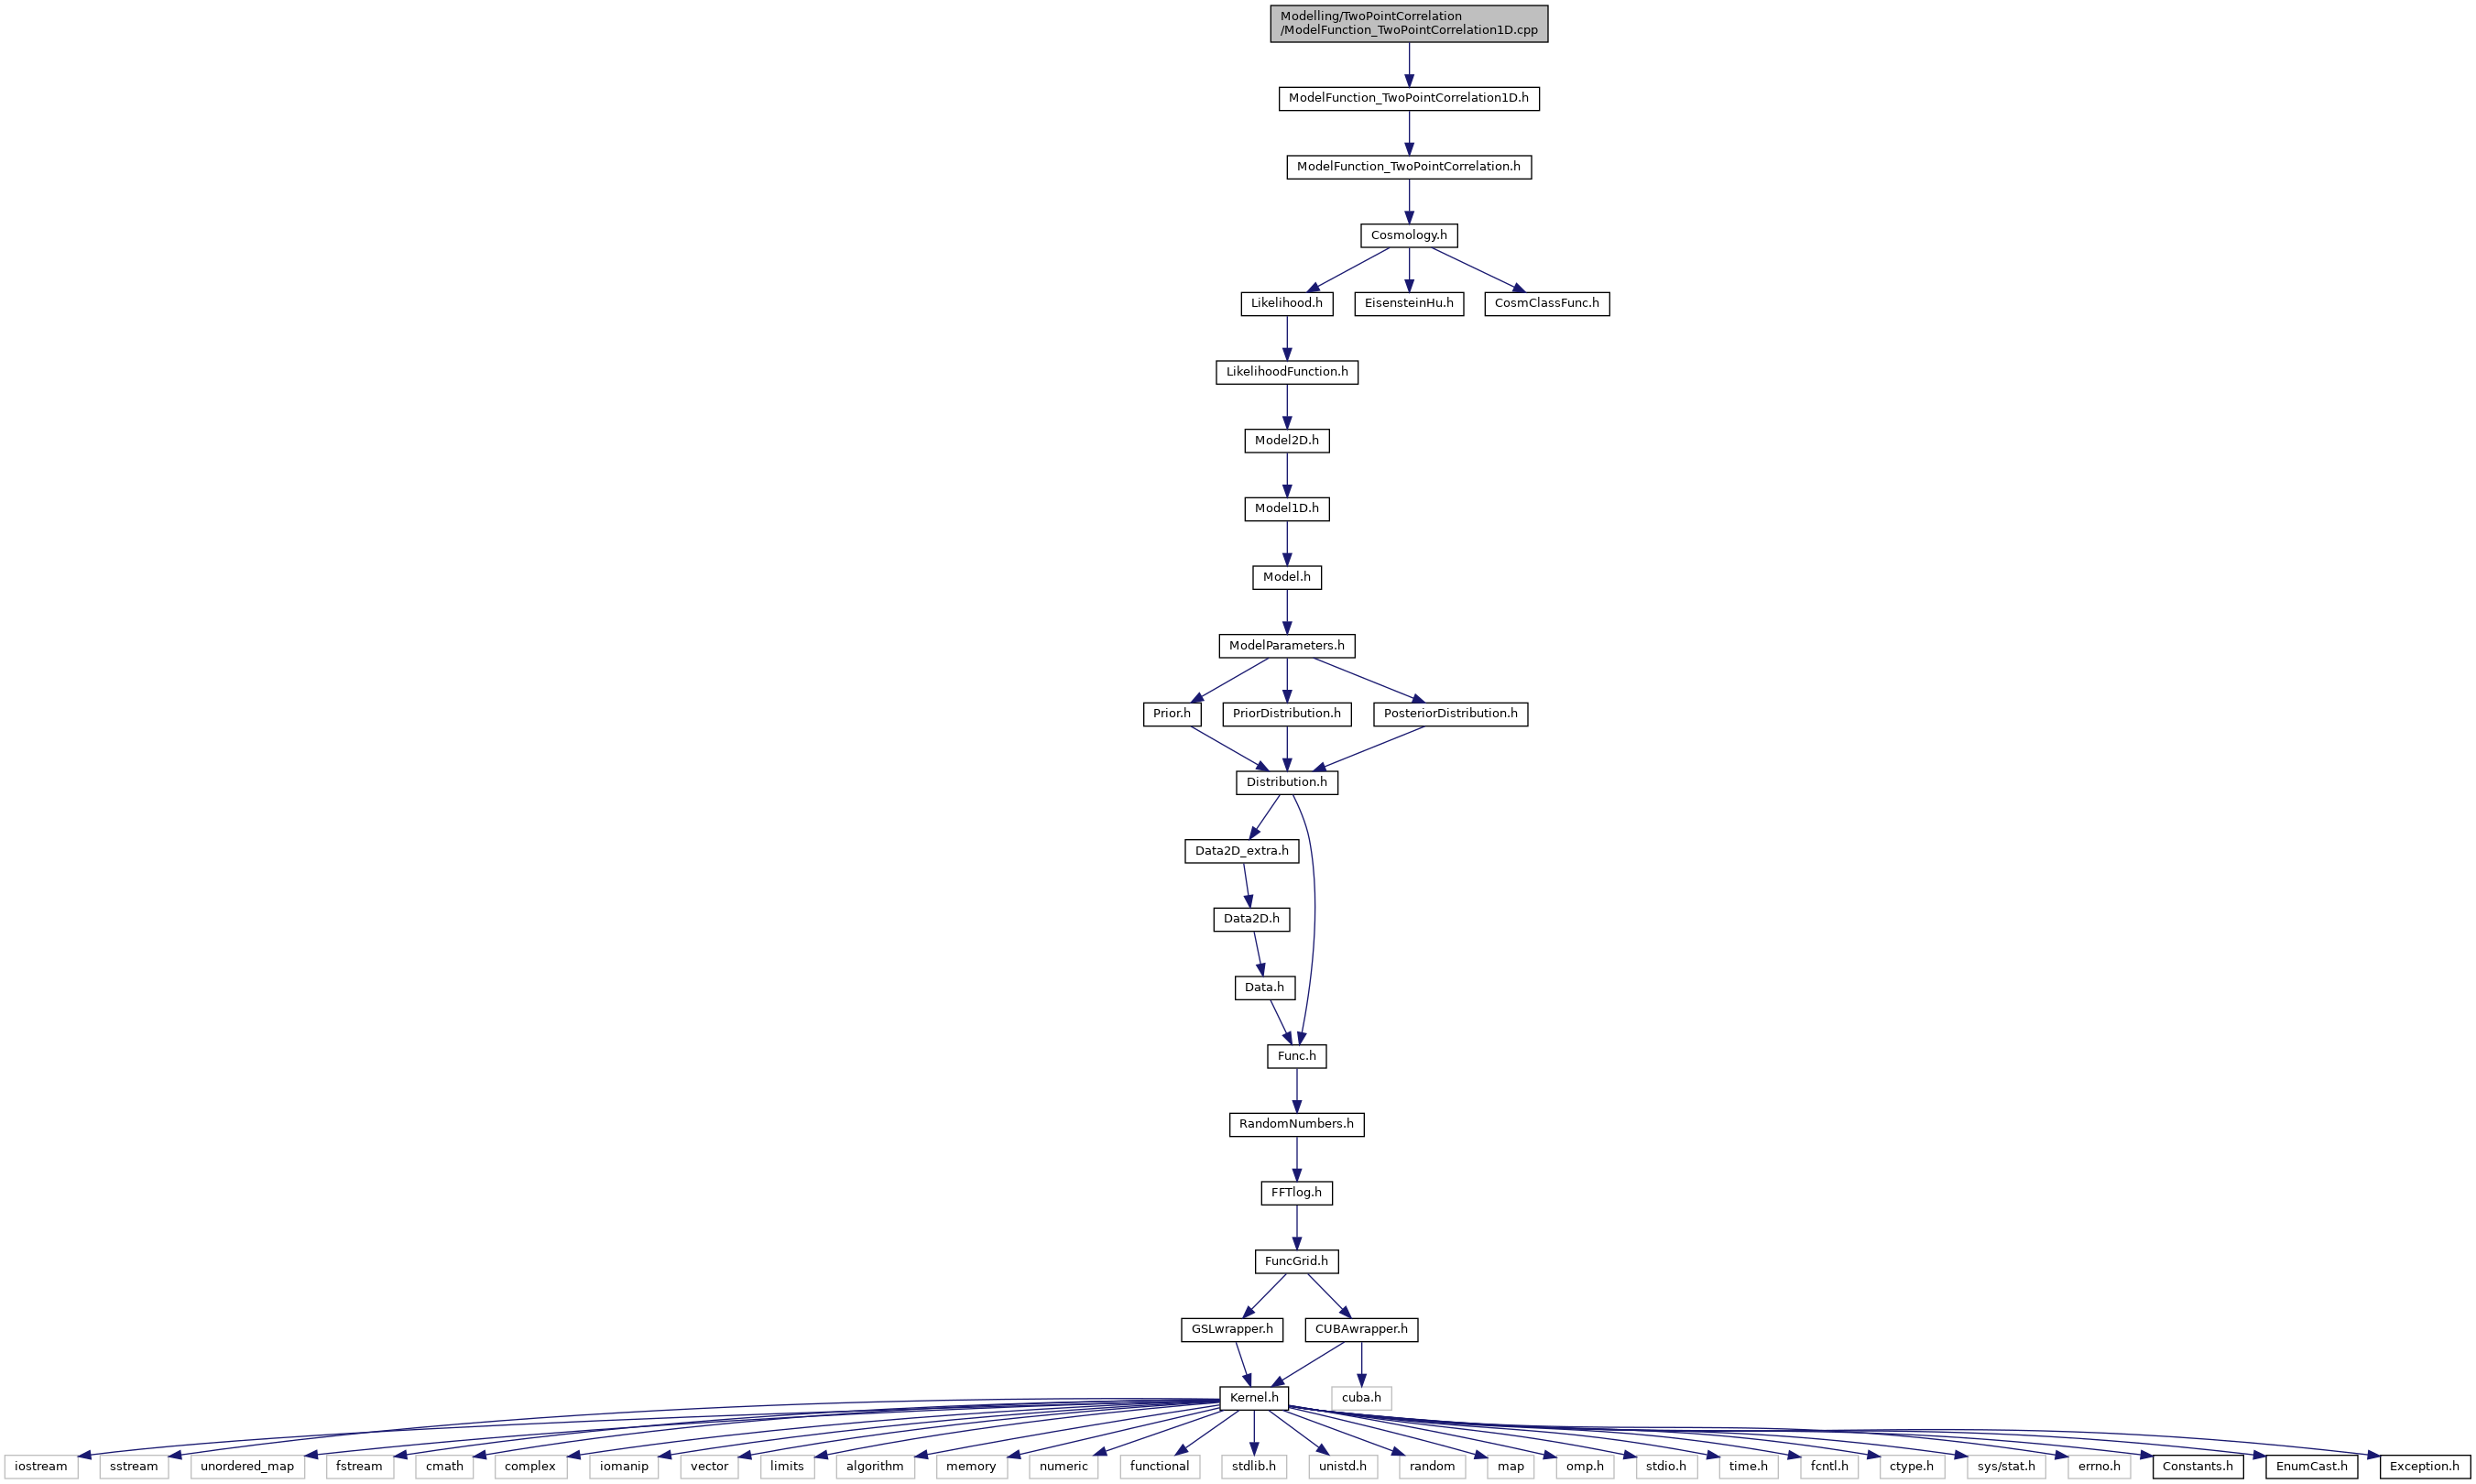 Modelling/TwoPointCorrelation
/ModelFunction_TwoPointCorrelation1D.cpp
ModelFunction_TwoPointCorrelation1D.h
ModelFunction_TwoPointCorrelation.h
Cosmology.h
Likelihood.h
EisensteinHu.h
CosmClassFunc.h
LikelihoodFunction.h
Model2D.h
Model1D.h
Model.h
ModelParameters.h
Prior.h
PriorDistribution.h
PosteriorDistribution.h
Distribution.h
Data2D_extra.h
Data2D.h
Data.h
Func.h
RandomNumbers.h
FFTlog.h
FuncGrid.h
GSLwrapper.h
CUBAwrapper.h
Kernel.h
cuba.h
iostream
sstream
unordered_map
fstream
cmath
complex
iomanip
vector
limits
algorithm
memory
numeric
functional
stdlib.h
unistd.h
random
map
omp.h
stdio.h
time.h
fcntl.h
ctype.h
sys/stat.h
errno.h
Constants.h
EnumCast.h
Exception.h